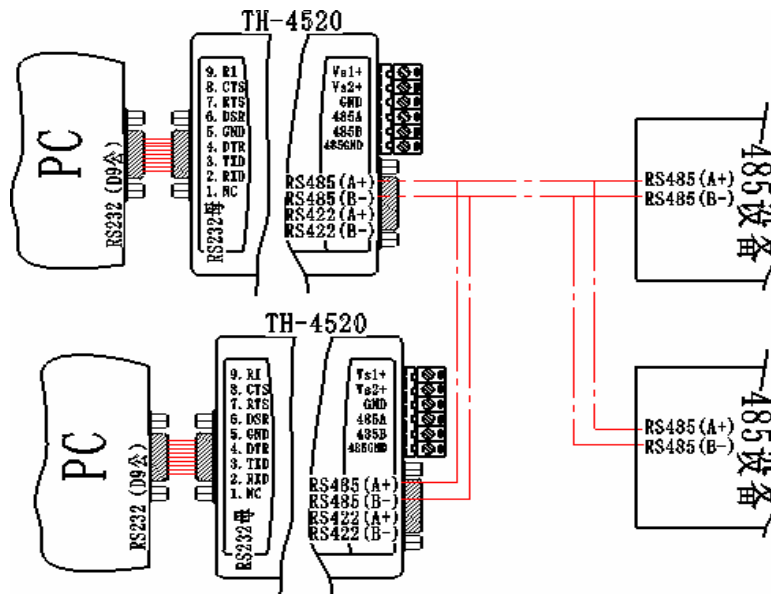 TH-4520
PC
RS232(D9公)
9. RI
8. CTS
7. RTS
6. DSR
5. GND
4. DTR
3. TXD
2. RXD
1. NC
RS232母
Vs1+
Vs2+
GND
485A
485B
485GND
RS485(A+)
RS485(B-)
RS422(A+)
RS422(B-)
RS485(A+)
RS485(B-)
485设备
TH-4520
PC
RS232(D9公)
9. RI
8. CTS
7. RTS
6. DSR
5. GND
4. DTR
3. TXD
2. RXD
1. NC
RS232母
Vs1+
Vs2+
GND
485A
485B
485GND
RS485(A+)
RS485(B-)
RS422(A+)
RS422(B-)
RS485(A+)
RS485(B-)
485设备